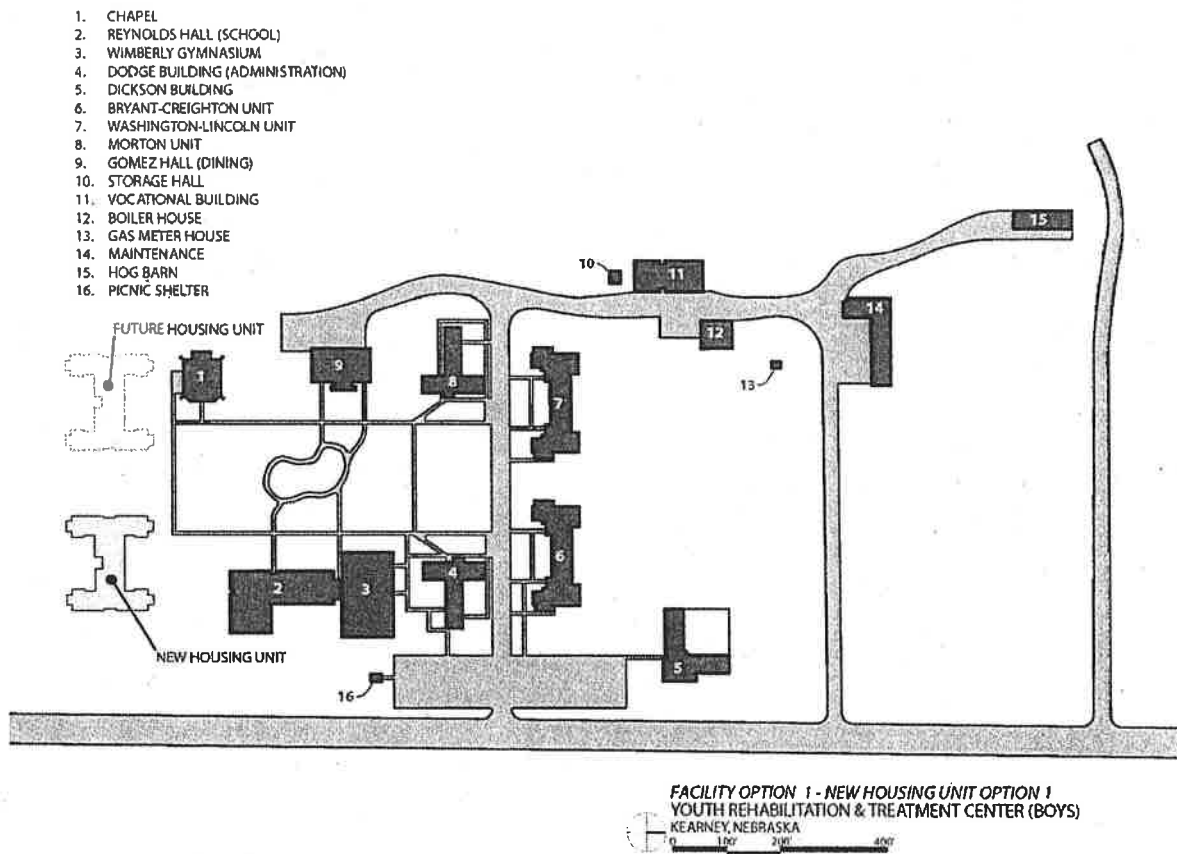 1. CHAPEL
2. REYNOLDS HALL (SCHOOL)
3. WIMBERLY GYMNASIUM
4. DODGE BUILDING (ADMINISTRATION)
5. DICKSON BUILDING
6. BRYANT-CREIGHTON UNIT
7. WASHINGTON-LINCOLN UNIT
8. MORTON UNIT
9. GOMEZ HALL (DINING)
10. STORAGE HALL
11. VOCATIONAL BUILDING
12. BOILER HOUSE
13. GAS METER HOUSE
14. MAINTENANCE
15. HOG BARN
16. PICNIC SHELTER
15
10
11
14
12
FUTURE HOUSING UNIT
1
9
8
13
7
6
4
2
3
NEW HOUSING UNIT
5
16
FACILITY OPTION 1 - NEW HOUSING UNIT OPTION 1
YOUTH REHABILITATION & TREATMENT CENTER (BOYS)
KEARNEY, NEBRASKA
0 100' 200' 400'